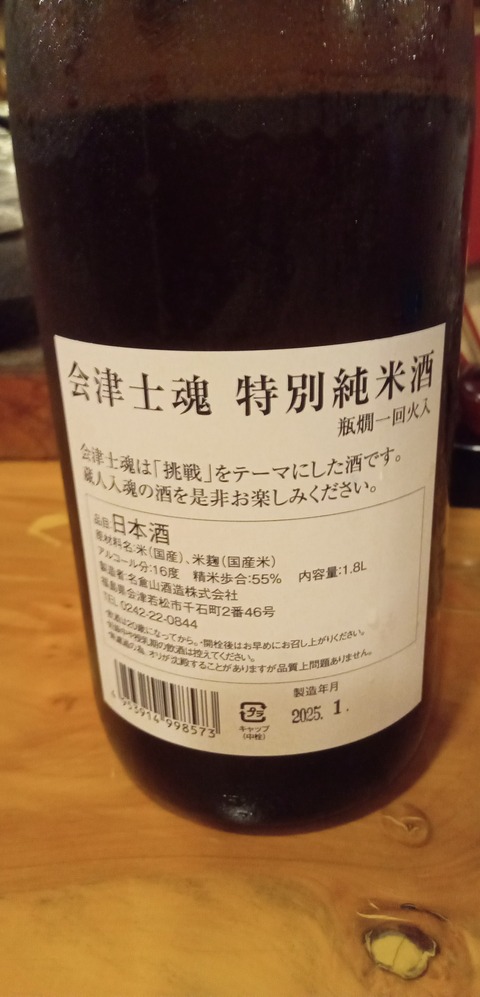 会津士魂 特別純米酒
瓶燗一回火入
会津士魂は「挑戦」をテーマにした酒です。
蔵人入魂の酒を是非お楽しみください。
品目:日本酒
原材料名:米(国産)、米麹(国産米)
アルコール分:16度 精米歩合:55% 内容量:1.8L
製造者:名倉山酒造株式会社
福島県会津若松市千石町2番46号
TEL 0242-22-0844
・飲酒は20歳になってから。・開栓後はお早めにお召し上がりください。
・妊娠中や授乳期の飲酒は控えてください。
オリが沈殿することがありますが品質上問題ありません。
4 953914 998573
プラ
キャップ
(中栓)
製造年月
2025. 1.